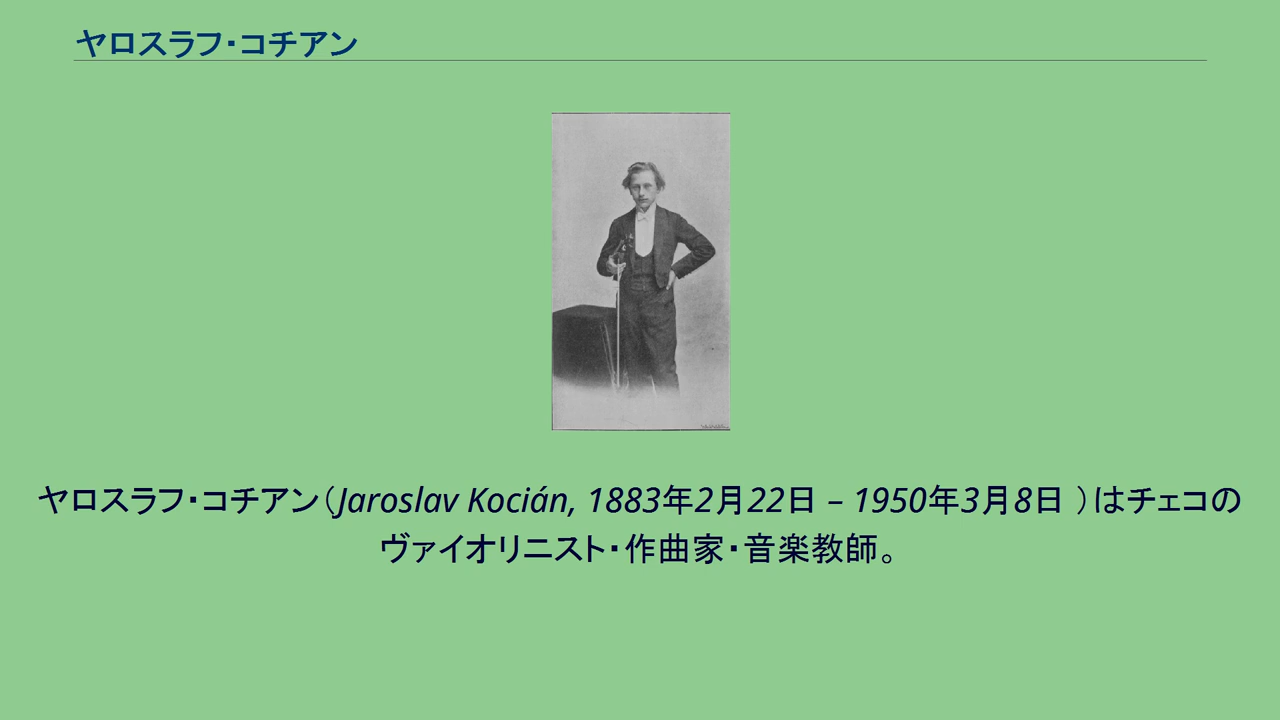 ヤロスラフ・コチアン
ヤロスラフ・コチアン（Jaroslav Kocián, 1883年2月22日 – 1950年3月8日 ）はチェコの
ヴァイオリニスト・作曲家・音楽教師。